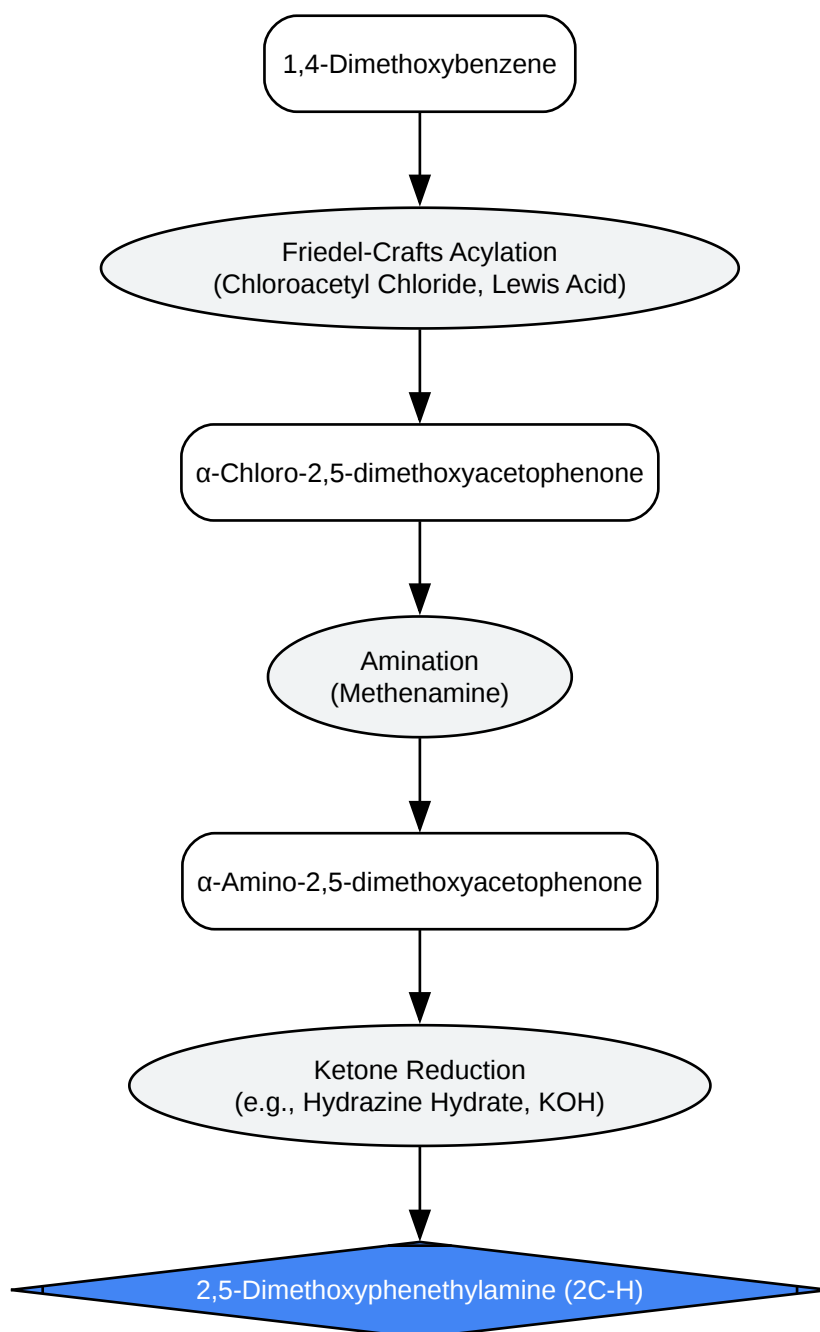 1,4-Dimethoxybenzene
Friedel-Crafts Acylation
(Chloroacetyl Chloride, Lewis Acid)
α-Chloro-2,5-dimethoxyacetophenone
Amination
(Methenamine)
α-Amino-2,5-dimethoxyacetophenone
Ketone Reduction
(e.g., Hydrazine Hydrate, KOH)
2,5-Dimethoxyphenethylamine (2C-H)